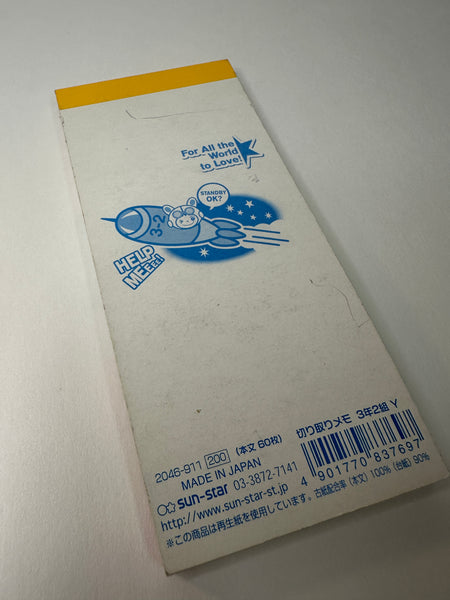 For All the
World
to Love!
STANDBY
OK?
3-2
HELP
MEEEE!
切り取りメモ 3年2組 Y
2046-911 200 (本文60枚)
MADE IN JAPAN
sun-star 03-3872-7141
http://www.sun-star-st.jp
4 901770 837697
※この商品は再生紙を使用しています。古紙配合率(本文)100% (台紙)90%